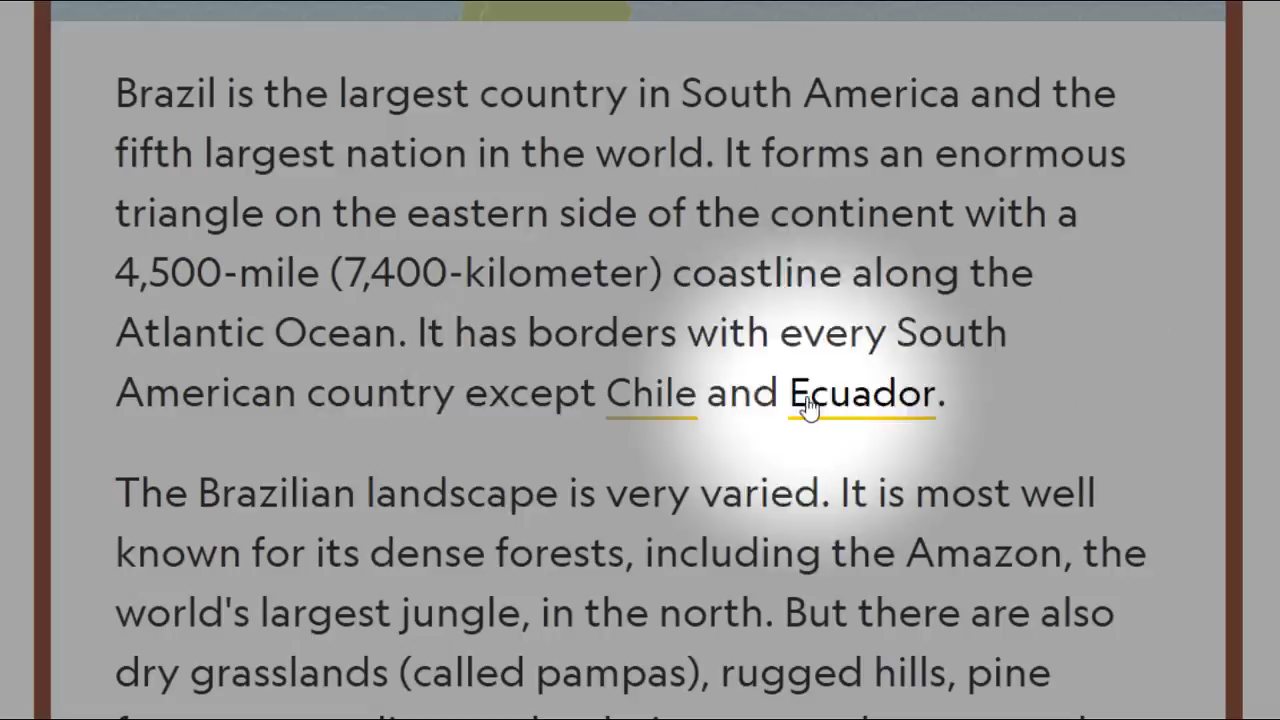 Brazil is the largest country in South America and the
fifth largest nation in the world. It forms an enormous
triangle on the eastern side of the continent with a
4,500-mile (7,400-kilometer) coastline along the
Atlantic Ocean. It has borders with every South
American country except Chile and Ecuador.
The Brazilian landscape is very varied. It is most well
known for its dense forests, including the Amazon, the
world's largest jungle, in the north. But there are also
dry grasslands (called pampas), rugged hills, pine